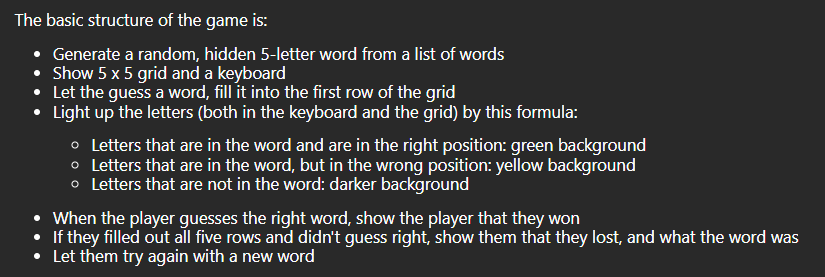 The basic structure of the game is:
• Generate a random, hidden 5-letter word from a list of words
• Show 5 x 5 grid and a keyboard
• Let the guess a word, fill it into the first row of the grid
• Light up the letters (both in the keyboard and the grid) by this formula:
○ Letters that are in the word and are in the right position: green background
○ Letters that are in the word, but in the wrong position: yellow background
○ Letters that are not in the word: darker background
• When the player guesses the right word, show the player that they won
• If they filled out all five rows and didn't guess right, show them that they lost, and what the word was
• Let them try again with a new word